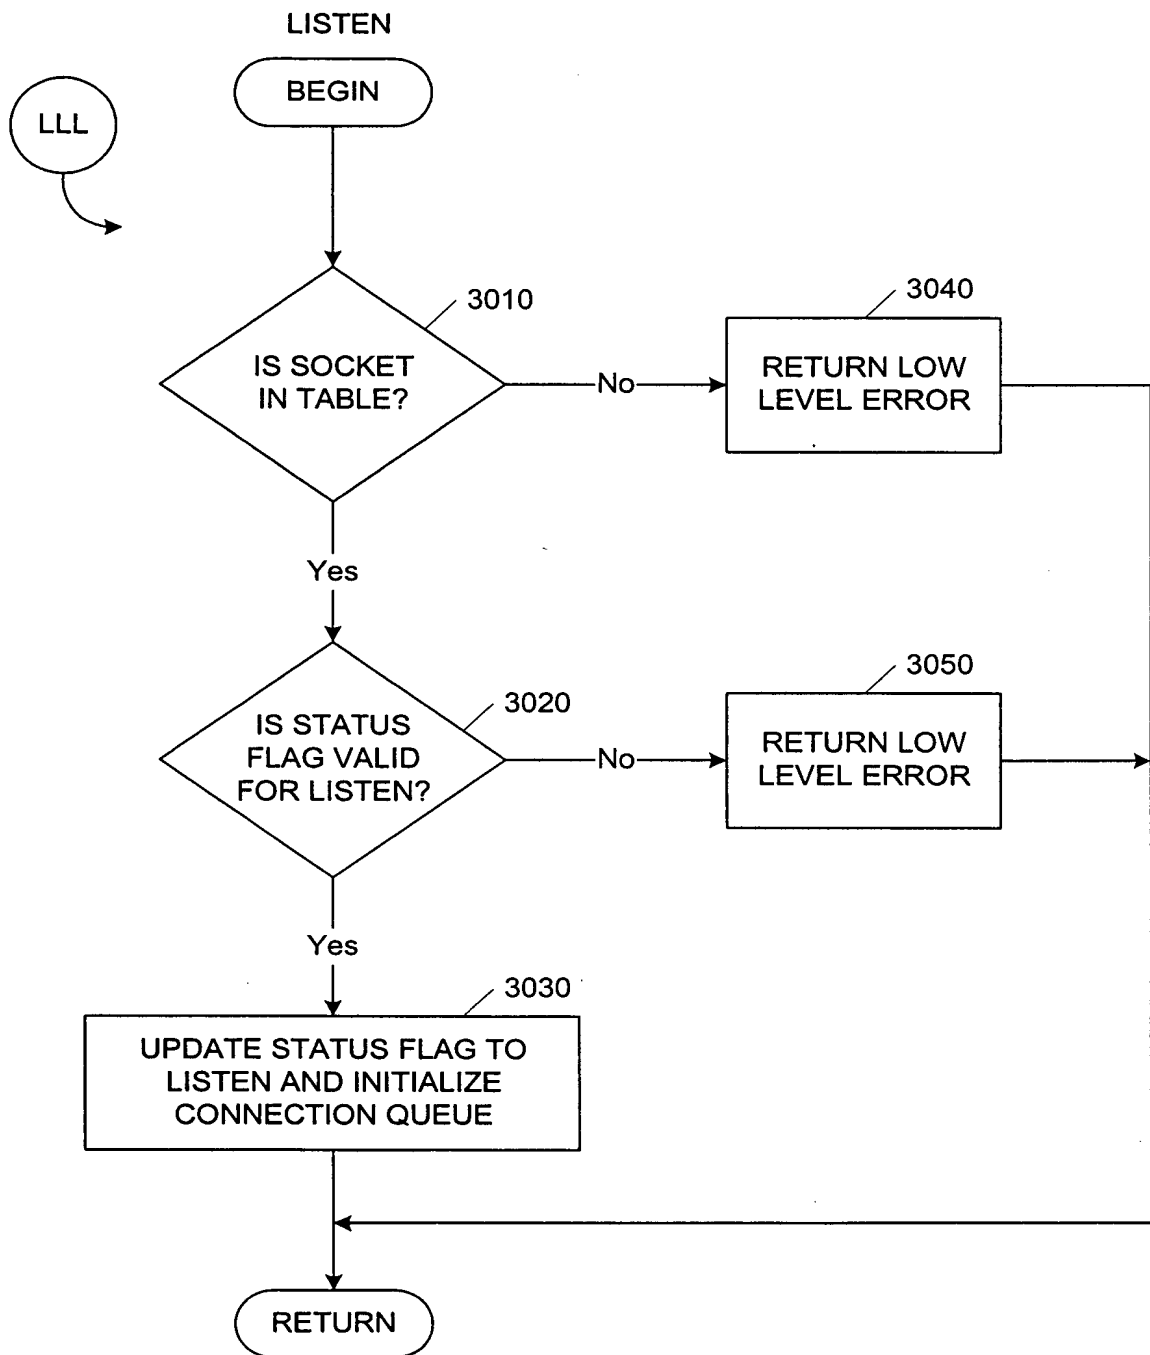 LISTEN
BEGIN
LLL
3010
IS SOCKET
IN TABLE?
No
3040
RETURN LOW
LEVEL ERROR
Yes
3020
IS STATUS
FLAG VALID
FOR LISTEN?
No
3050
RETURN LOW
LEVEL ERROR
Yes
3030
UPDATE STATUS FLAG TO
LISTEN AND INITIALIZE
CONNECTION QUEUE
RETURN